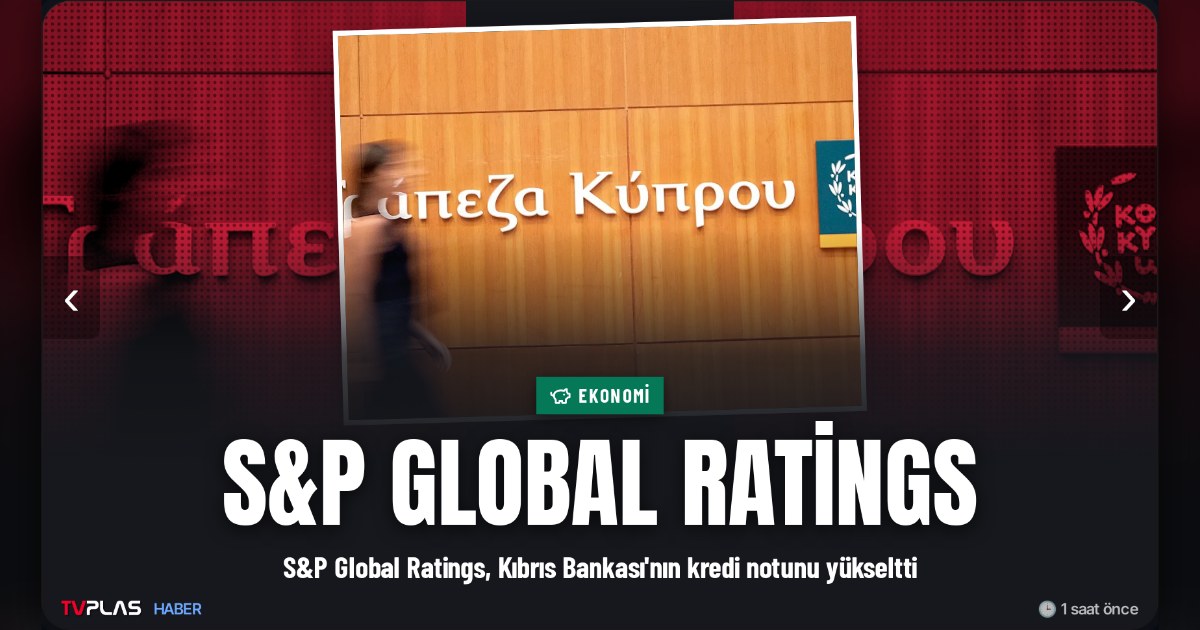 Τράπεζα Κύπρου
EKONOMİ
S&P GLOBAL RATİNGS
S&P Global Ratings, Kıbrıs Bankası'nın kredi notunu yükseltti
TVPLAS HABER
1 saat önce